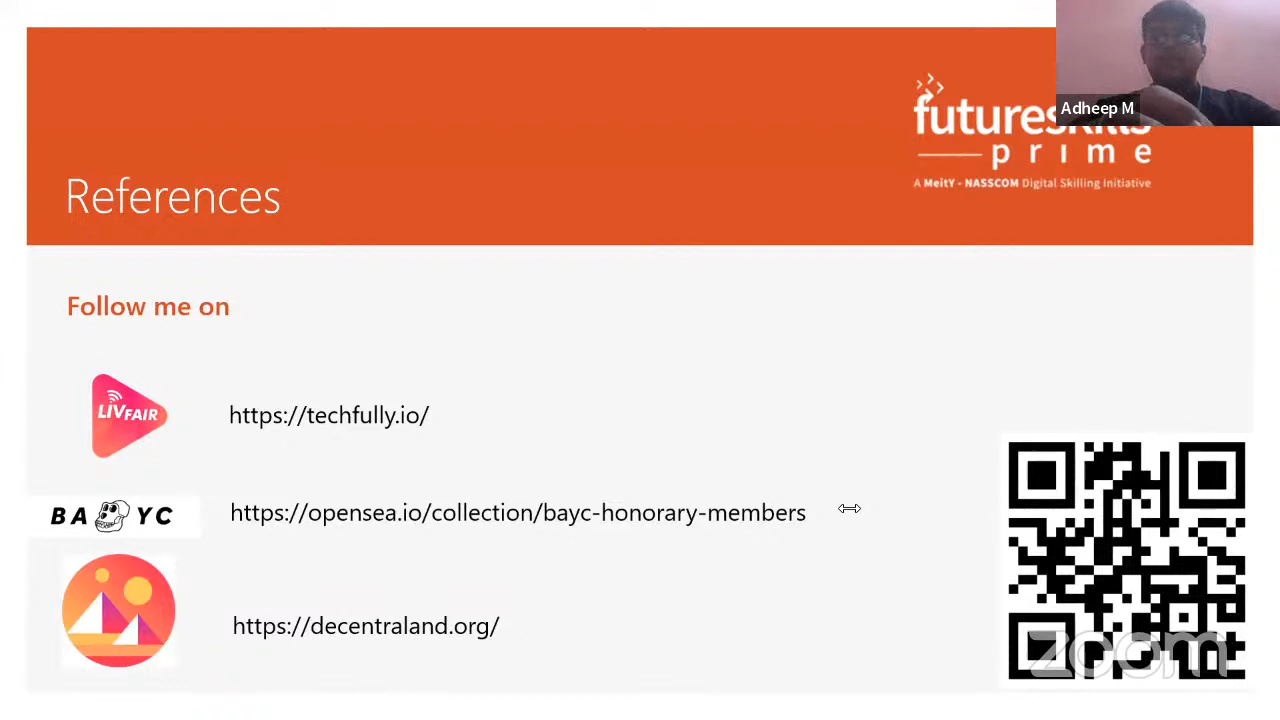 Adheep M
futureskills
prime
A MeitY - NASSCOM Digital Skilling Initiative
References
Follow me on
LIVFAIR
https://techfully.io/
BA YC
https://opensea.io/collection/bayc-honorary-members
https://decentraland.org/
zoom